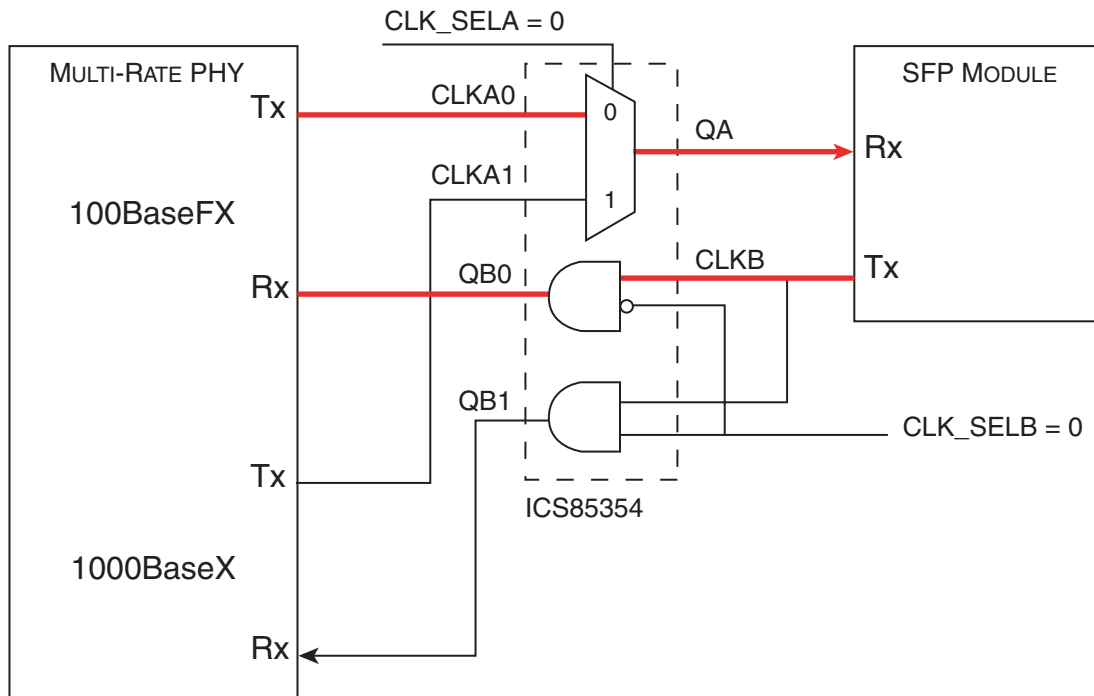 CLK_SELA = 0
MULTI-RATE PHY
SFP MODULE
Tx
CLKA0
0
QA
Rx
CLKA1
1
100BaseFX
Rx
QB0
CLKB
Tx
QB1
CLK_SELB = 0
Tx
ICS85354
1000BaseX
Rx